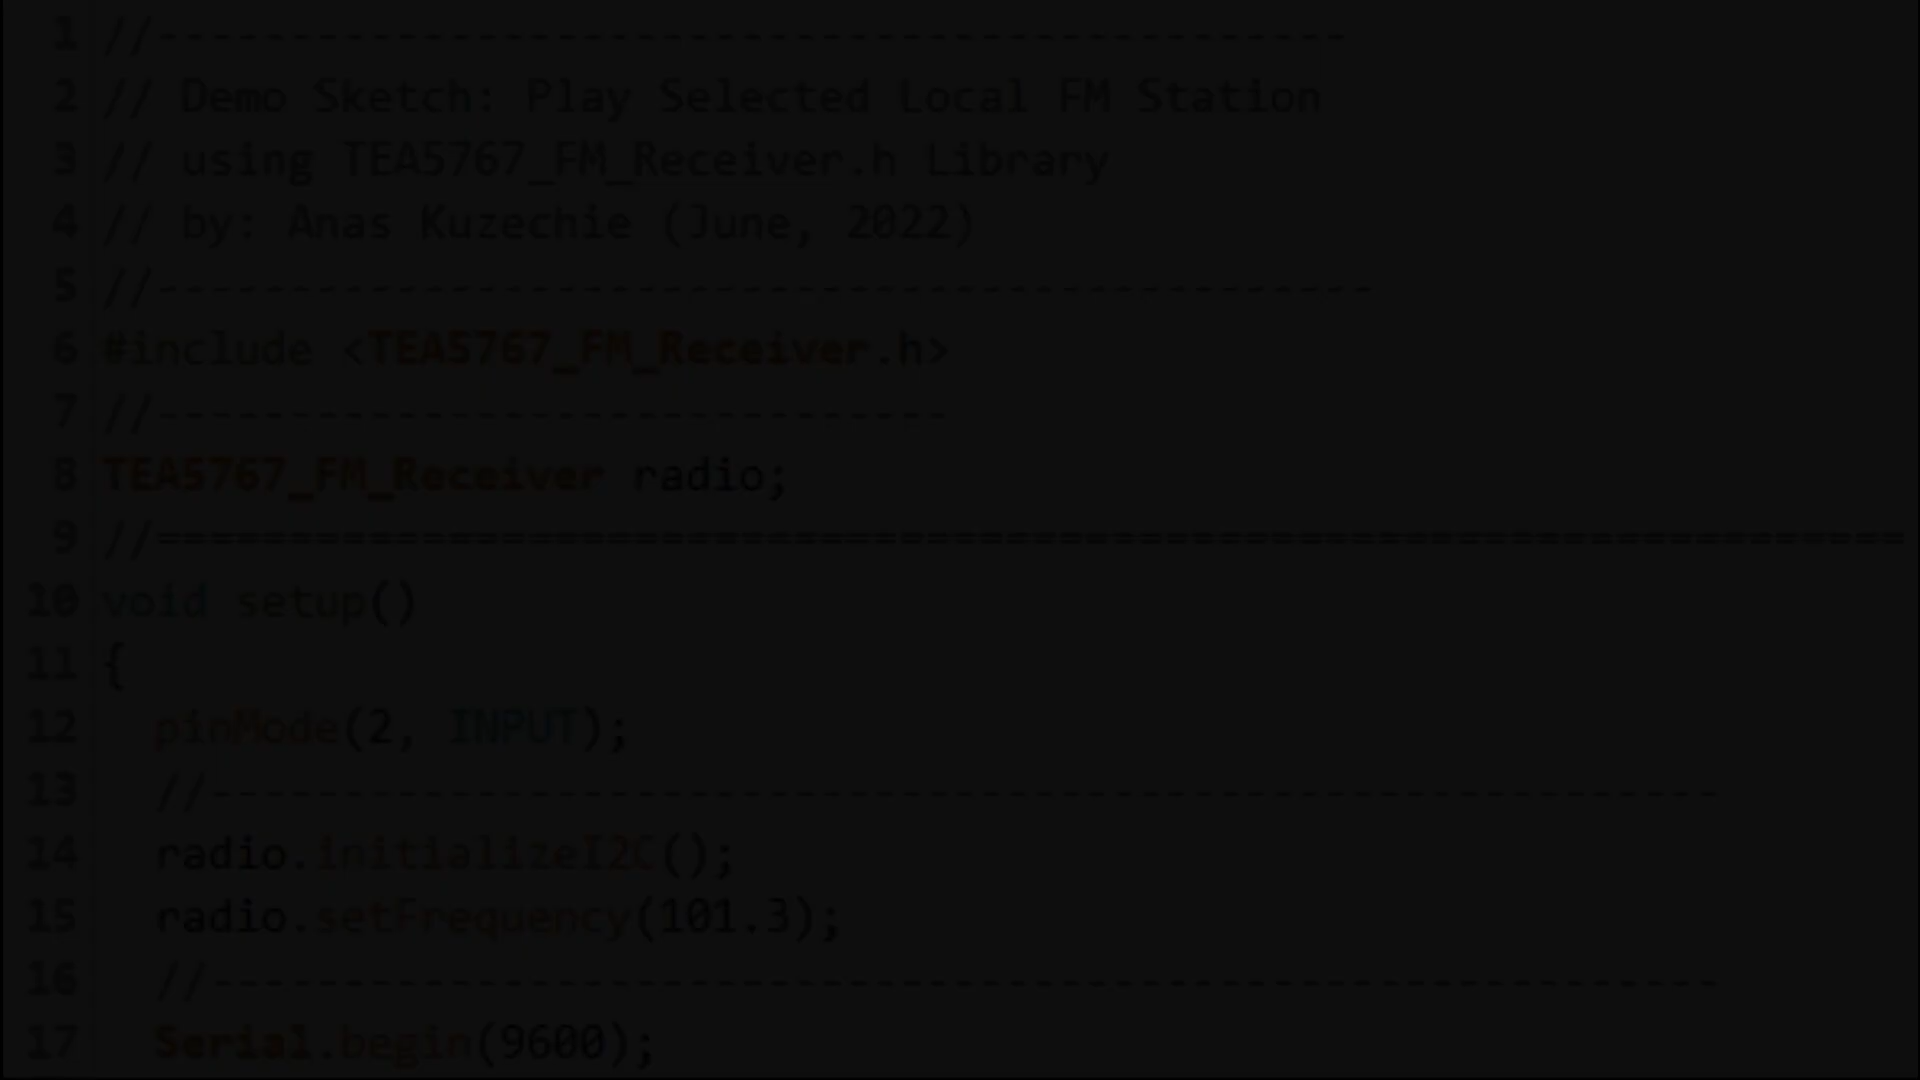 1 //---------------------------------------------
2 // Demo Sketch: Play Selected Local FM Station
3 // using TEA5767_FM_Receiver.h Library
4 // by: Anas Kuzechie (June, 2022)
5 //----------------------------------------------
6 #include <TEA5767_FM_Receiver.h>
7 //------------------------------
8 TEA5767_FM_Receiver radio;
9 //==================================================================
10 void setup()
11 {
12   pinMode(2, INPUT);
13   //---------------------------------------------------------
14   radio.initializeI2C();
15   radio.setFrequency(101.3);
16   //---------------------------------------------------------
17   Serial.begin(9600);